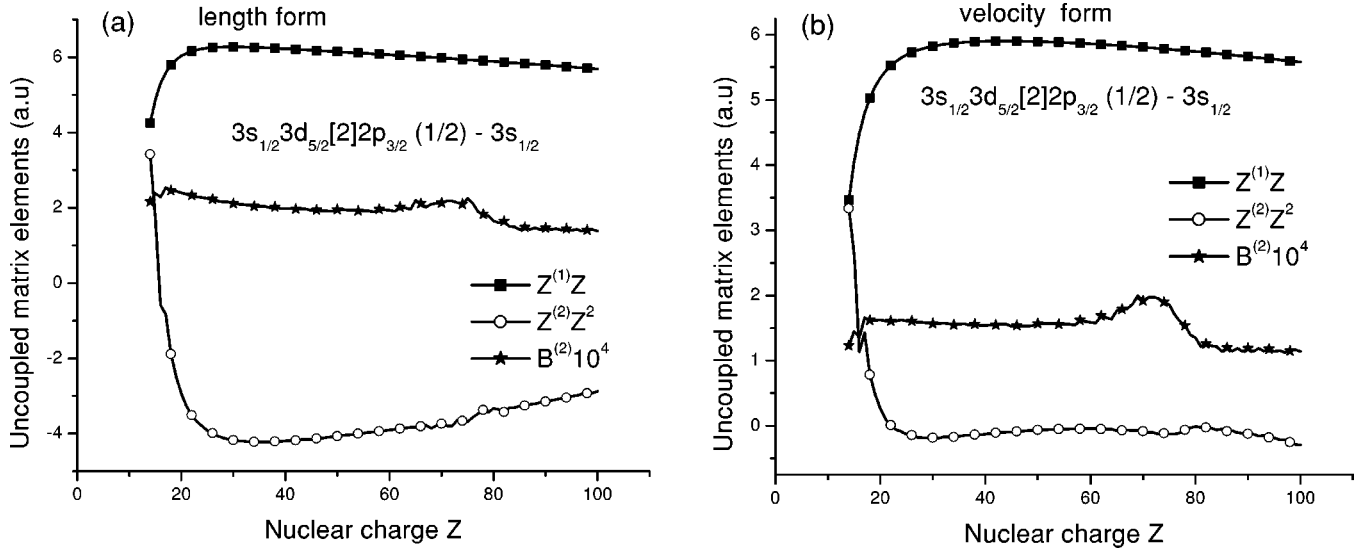 (a)
length form
3s₁/₂3d₅/₂[2]2p₃/₂ (1/2) - 3s₁/₂
Z⁽¹⁾Z
Z⁽²⁾Z²
B⁽²⁾10⁴
6
4
2
0
-2
-4
0 20 40 60 80 100
Nuclear charge Z
Uncoupled matrix elements (a.u)
velocity form
(b)
3s₁/₂3d₅/₂[2]2p₃/₂ (1/2) - 3s₁/₂
Z⁽¹⁾Z
Z⁽²⁾Z²
B⁽²⁾10⁴
6
5
4
3
2
1
0
0 20 40 60 80 100
Nuclear charge Z
Uncoupled matrix elements (a.u)